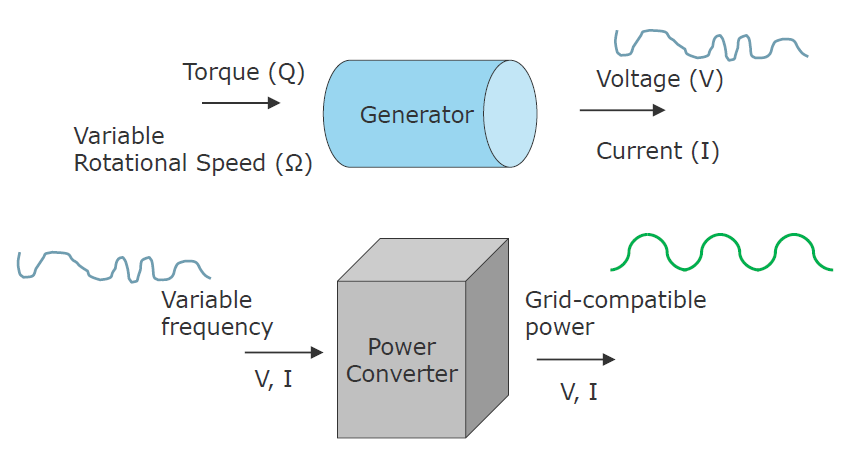 Torque (Q)
Variable
Rotational Speed (Ω)
Generator
Voltage (V)
Current (I)
Variable
frequency
V, I
Power
Converter
Grid-compatible
power
V, I